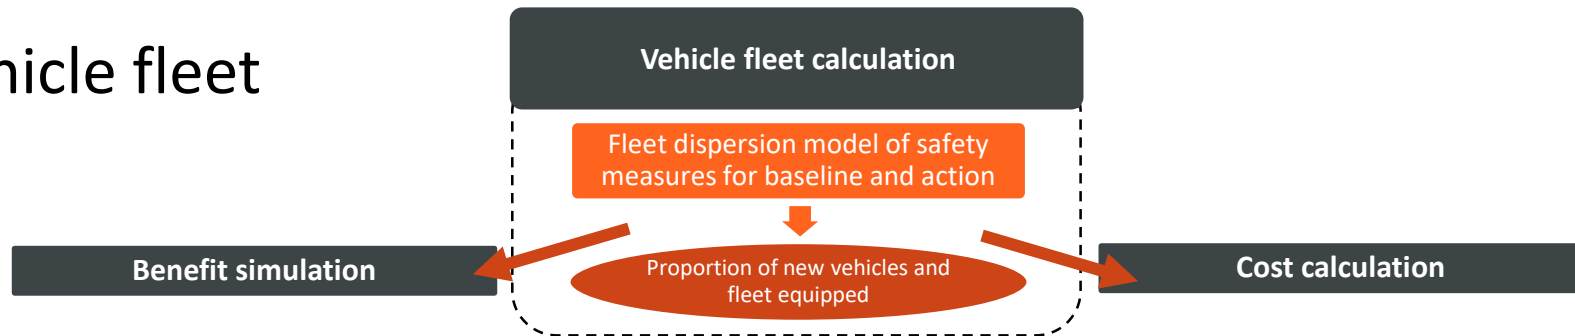 hicle fleet
Vehicle fleet calculation
Fleet dispersion model of safety
measures for baseline and action
Benefit simulation
Proportion of new vehicles and
fleet equipped
Cost calculation